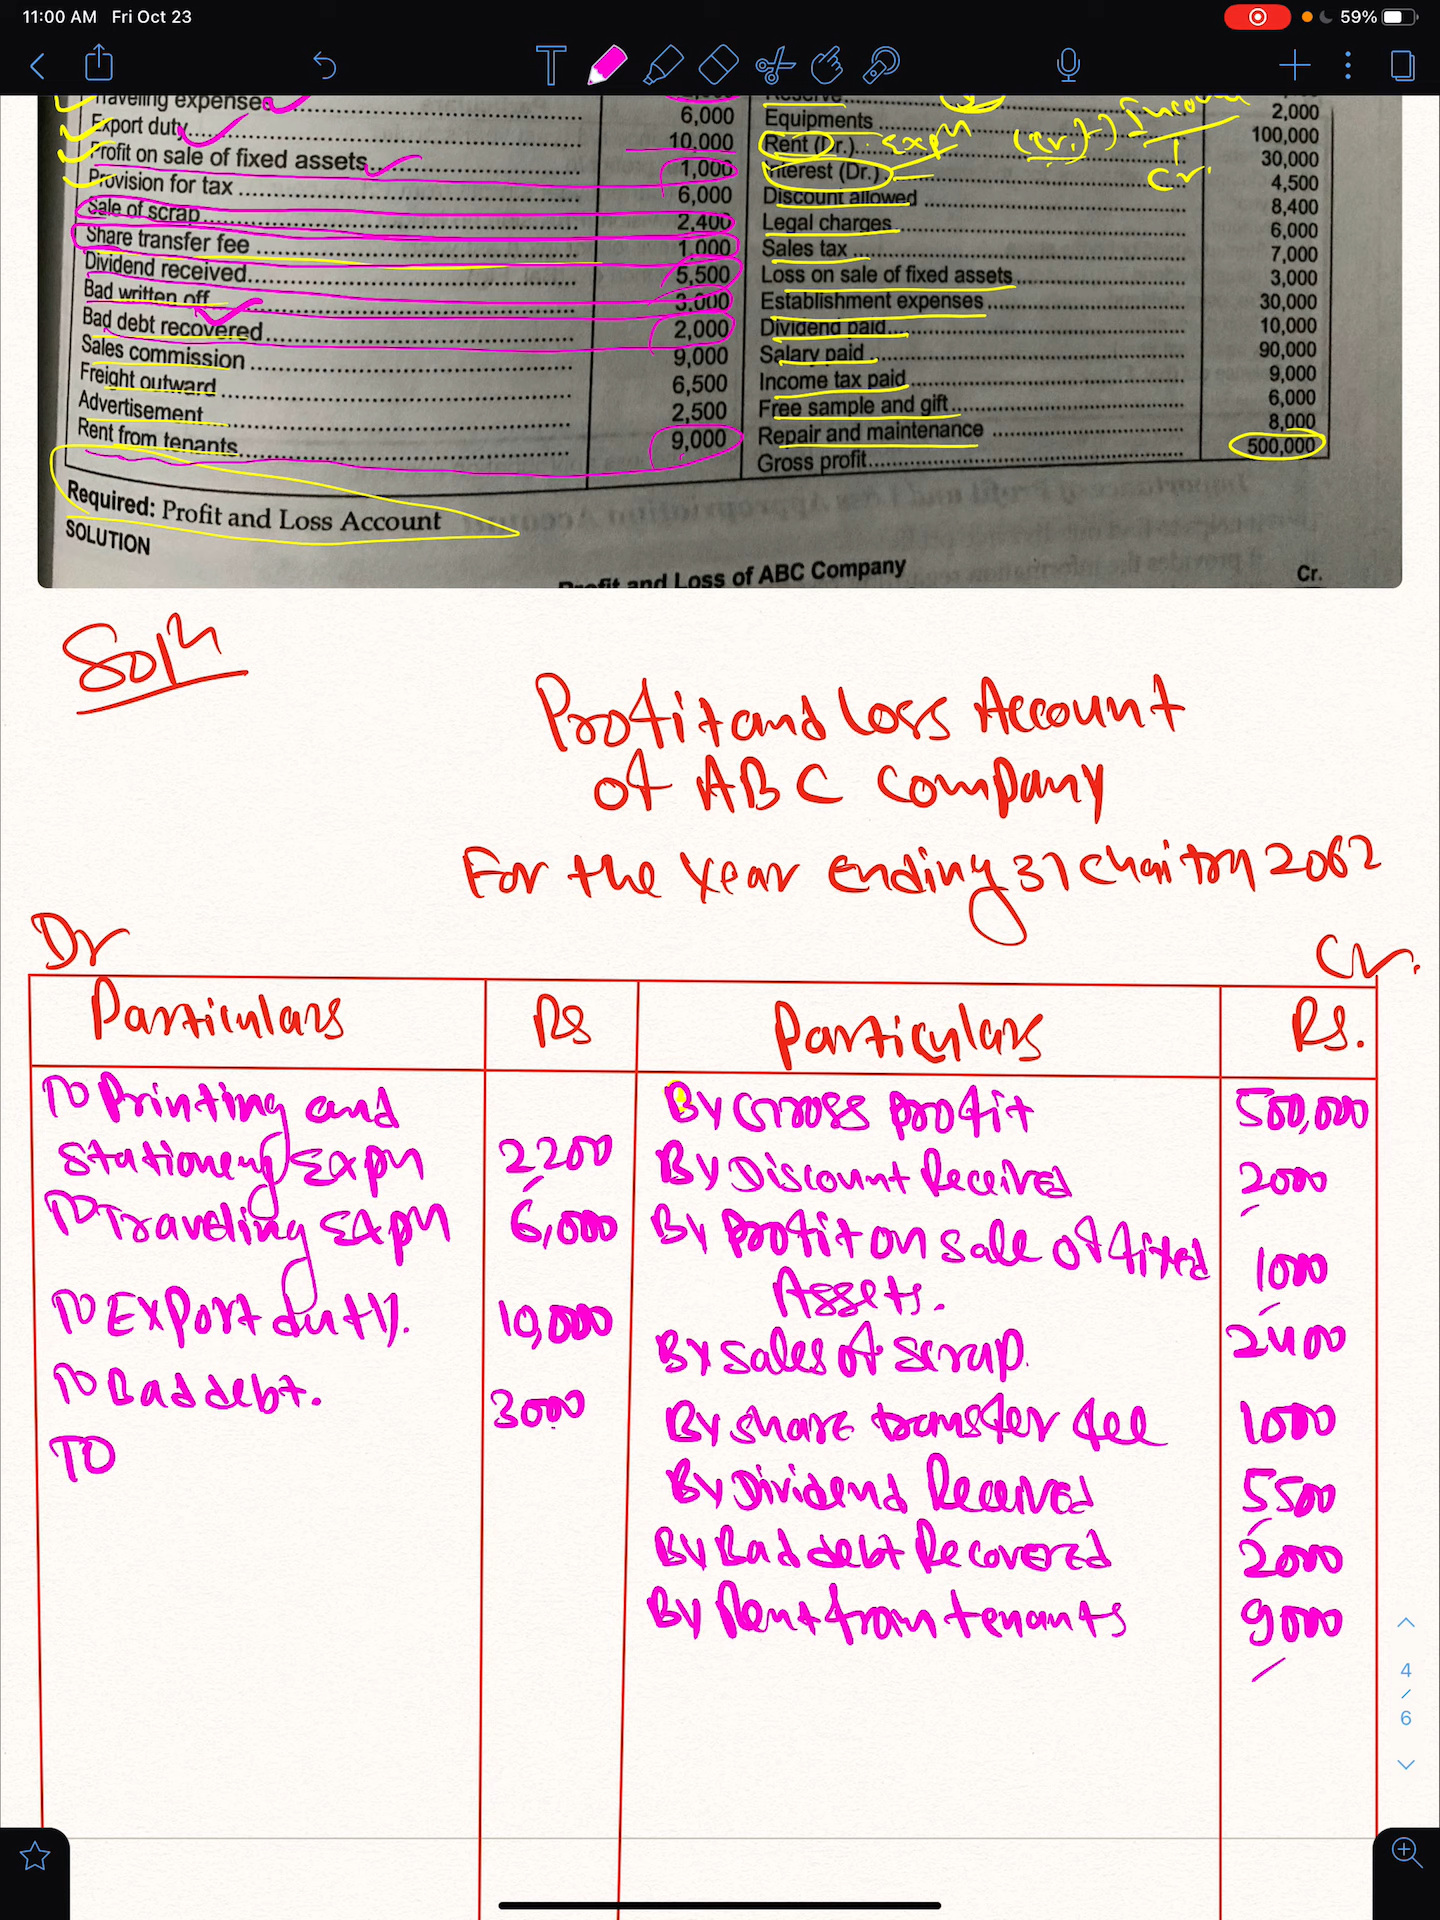 11:00 AM Fri Oct 23
59%
Traveling expenses 6,000
Export duty 10,000
Profit on sale of fixed assets 1,000
Provision for tax 6,000
Sale of scrap 2,400
Share transfer fee 1,000
Dividend received 5,500
Bad written off 3,000
Bad debt recovered 2,000
Sales commission 9,000
Freight outward 6,500
Advertisement 2,500
Rent from tenants 9,000
Reserve 2,000
Equipments 100,000
Rent (Dr.) 30,000
Interest (Dr.) 4,500
Discount allowed 8,400
Legal charges 6,000
Sales tax 7,000
Loss on sale of fixed assets 3,000
Establishment expenses 30,000
Dividend paid 10,000
Salary paid 90,000
Income tax paid 9,000
Free sample and gift 6,000
Repair and maintenance 8,000
Gross profit 500,000
Expn (Cr.) Income
Cr.
Required: Profit and Loss Account
SOLUTION
Profit and Loss of ABC Company
Cr.
Soln
Profit and Loss Account
of ABC Company
For the Year Ending 31 Chaitra 2062
Dr Cr.
Particulars Rs Particulars Rs.
To Printing and
Stationery Expn 2200
To Traveling Expn 6,000
To Export duty. 10,000
To Bad debt. 3000
TO
By Gross profit 500,000
By Discount Received 2000
By Profit on sale of fixed 1000
Assets.
By Sales of Scrap. 2400
By share transfer fee 1000
By Dividend Received 5500
By Bad debt Recovered 2000
By Rent from tenants 9000
4
/
6